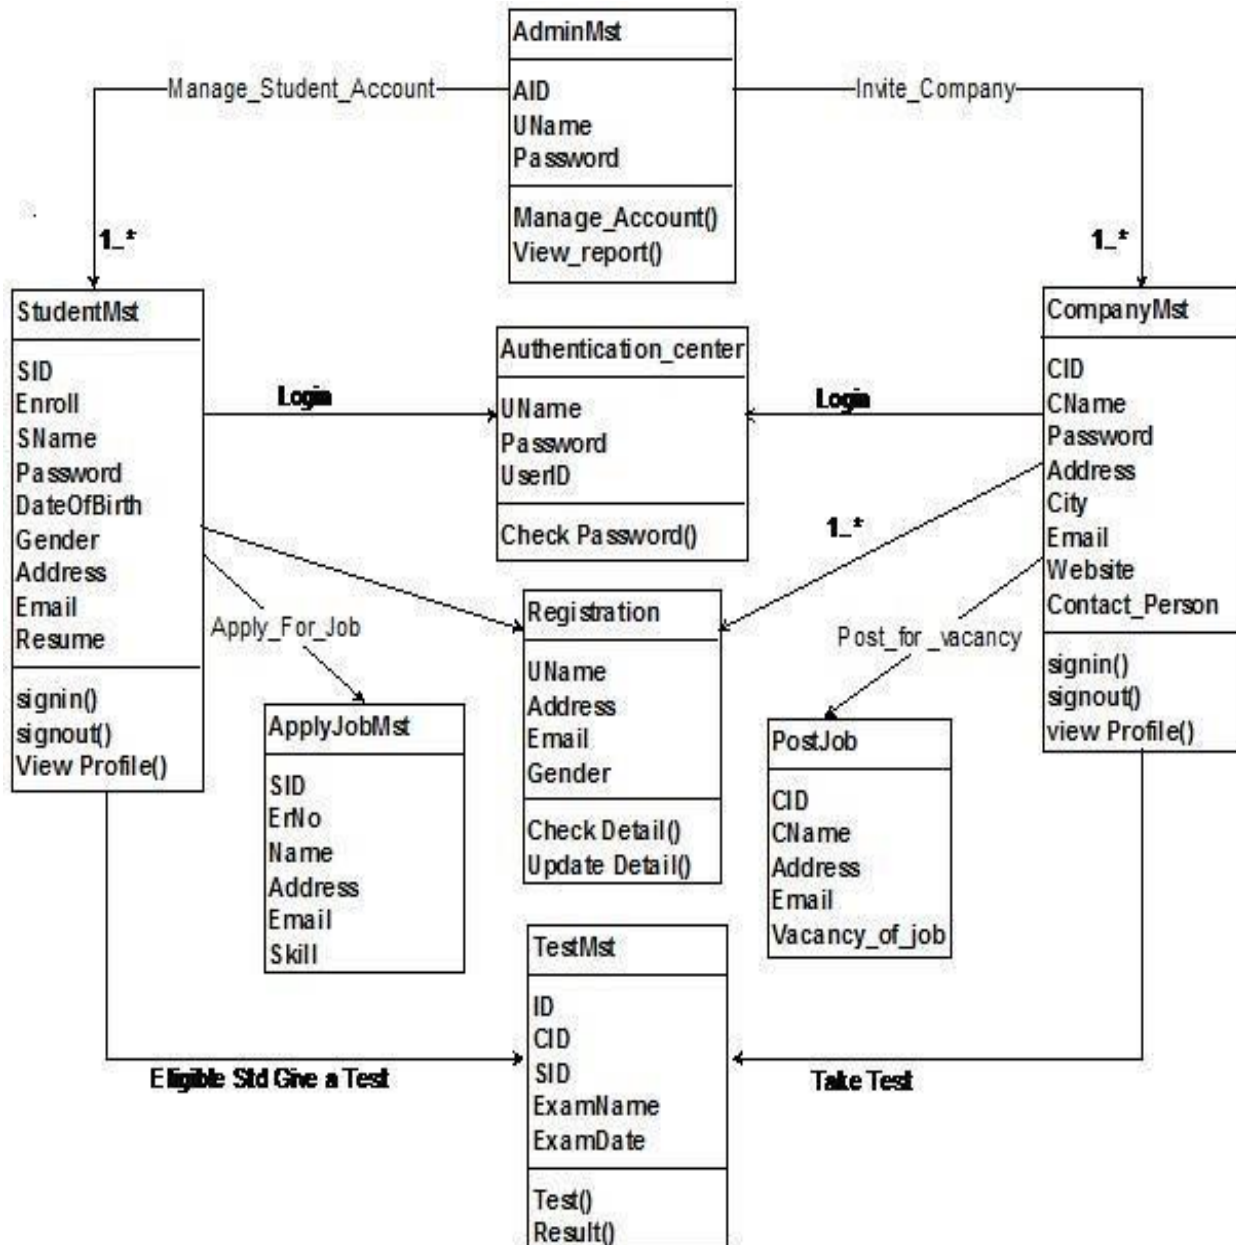 AdminMst
AID
UName
Password
Manage_Account()
View_report()
Manage_Student_Account
Invite_Company
1..*
1..*
StudentMst
SID
Enroll
SName
Password
DateOfBirth
Gender
Address
Email
Resume
signin()
signout()
View Profile()
Login
Authentication_center
UName
Password
UserID
Check Password()
Login
CompanyMst
CID
CName
Password
Address
City
Email
Website
Contact_Person
signin()
signout()
view Profile()
1..*
Apply_For_Job
Registration
UName
Address
Email
Gender
Check Detail()
Update Detail()
Post_for _vacancy
ApplyJobMst
SID
ErNo
Name
Address
Email
Skill
PostJob
CID
CName
Address
Email
Vacancy_of_job
TestMst
ID
CID
SID
ExamName
ExamDate
Test()
Result()
Eligible Std Give a Test
Take Test